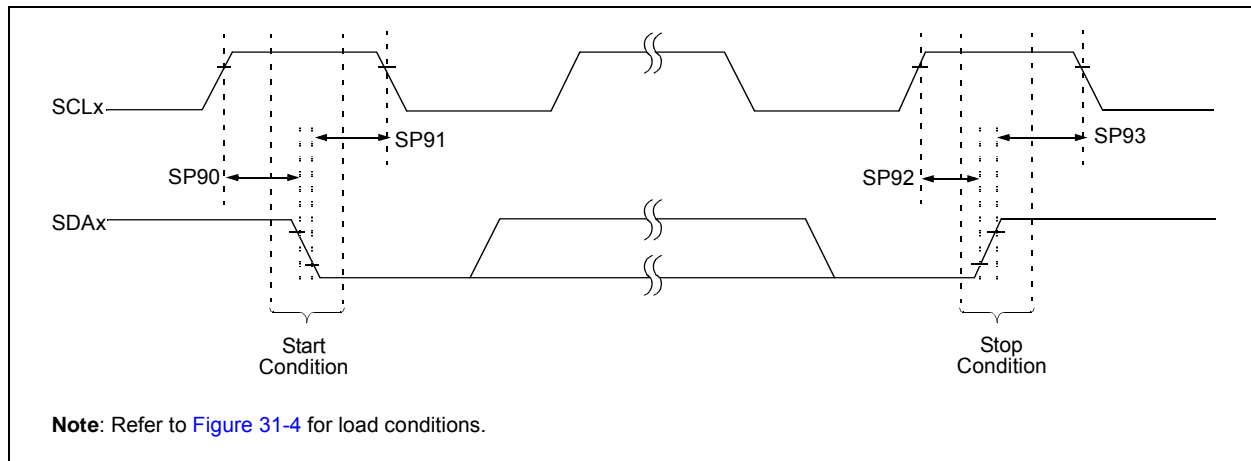 SCLx
SP91
SP93
SP90
SP92
SDAx
Start
Condition
Stop
Condition
Note: Refer to Figure 31-4 for load conditions.